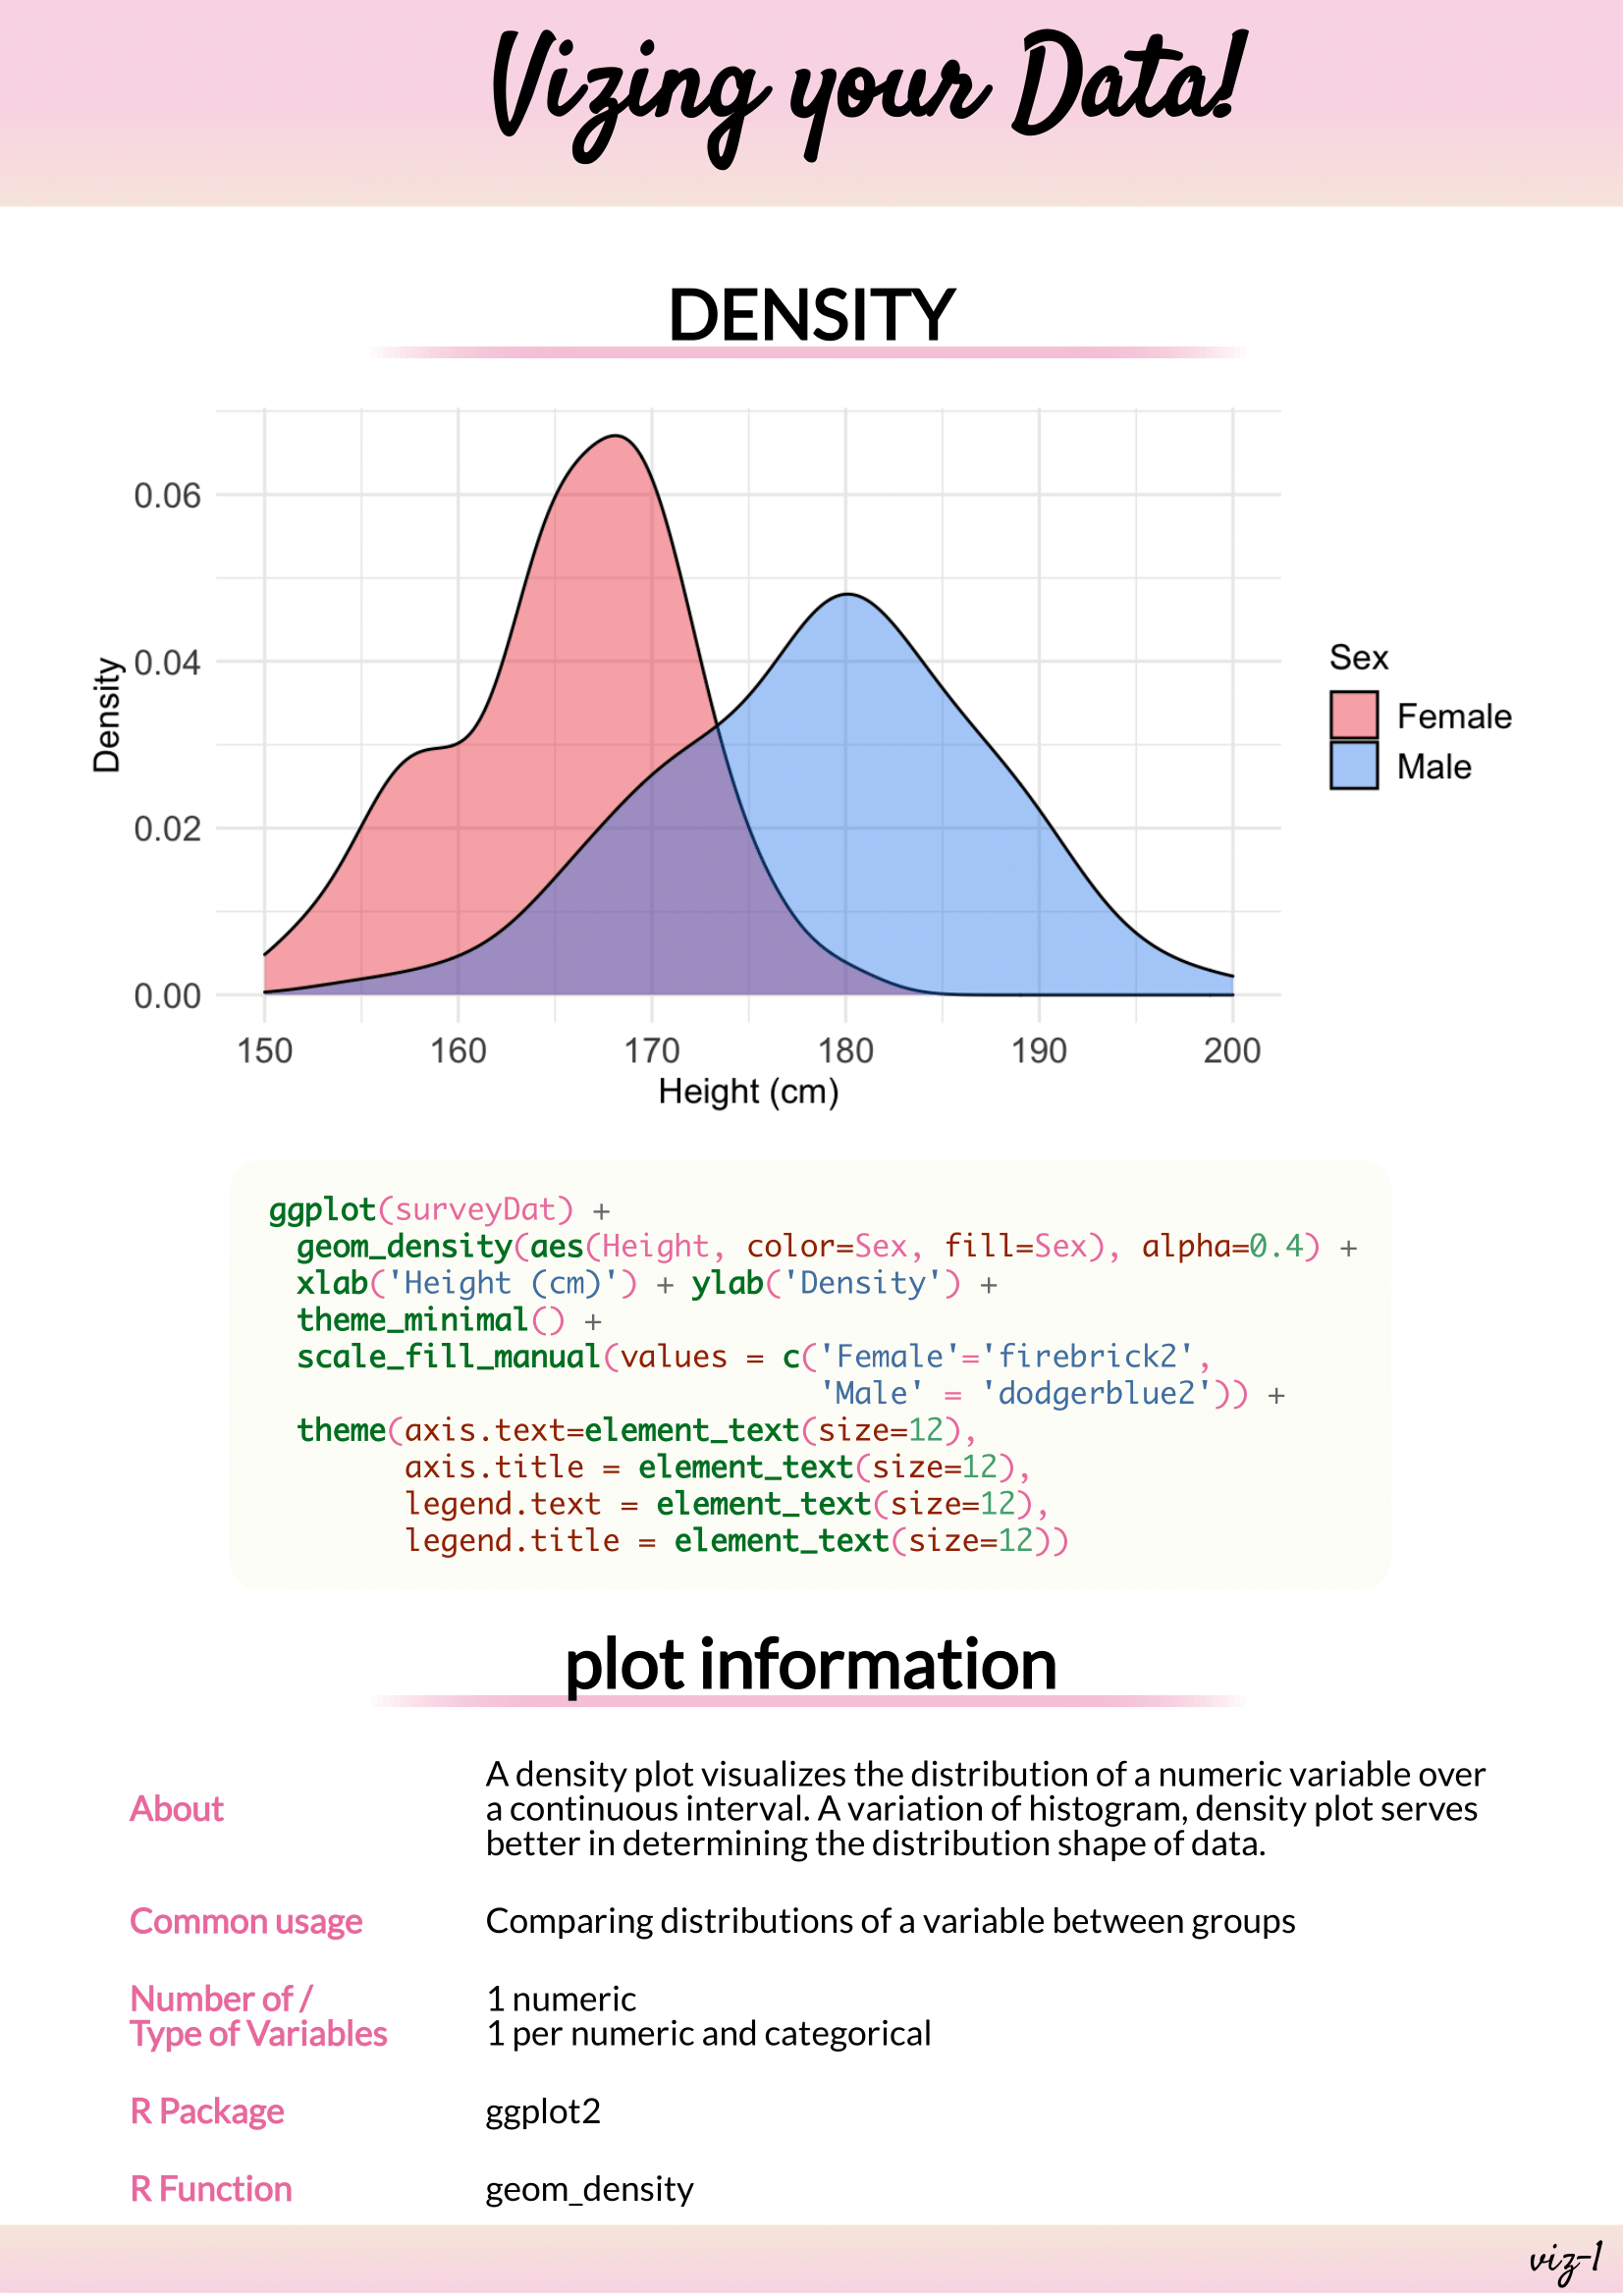 Vizing your Data!
DENSITY
0.06
0.04
0.02
0.00
Density
150 160 170 180 190 200
Height (cm)
Sex
Female
Male
ggplot(surveyDat) +
  geom_density(aes(Height, color=Sex, fill=Sex), alpha=0.4) +
  xlab('Height (cm)') + ylab('Density') +
  theme_minimal() +
  scale_fill_manual(values = c('Female'='firebrick2',
                               'Male' = 'dodgerblue2')) +
  theme(axis.text=element_text(size=12),
        axis.title = element_text(size=12),
        legend.text = element_text(size=12),
        legend.title = element_text(size=12))
plot information
About
A density plot visualizes the distribution of a numeric variable over
a continuous interval. A variation of histogram, density plot serves
better in determining the distribution shape of data.
Common usage
Comparing distributions of a variable between groups
Number of /
Type of Variables
1 numeric
1 per numeric and categorical
R Package
ggplot2
R Function
geom_density
viz-1